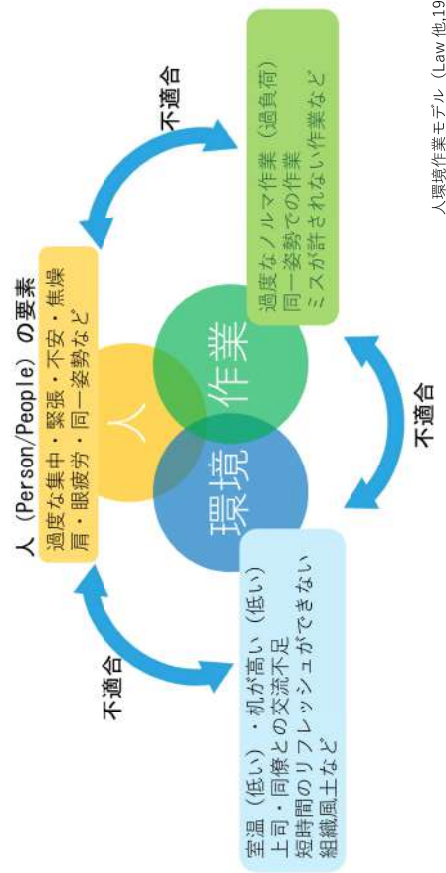 人（Person/People）の要素
過度な集中・緊張・不安・焦燥
肩・眼疲労・同一姿勢など
人
不適合
不適合
環境
作業
室温（低い）・机が高い（低い）
上司・同僚との交流不足
短時間のリフレッシュができない
組織風土など
過度なノルマ作業（過負荷）
同一姿勢での作業
ミスが許されない作業など
不適合
人環境作業モデル（Law 他,19